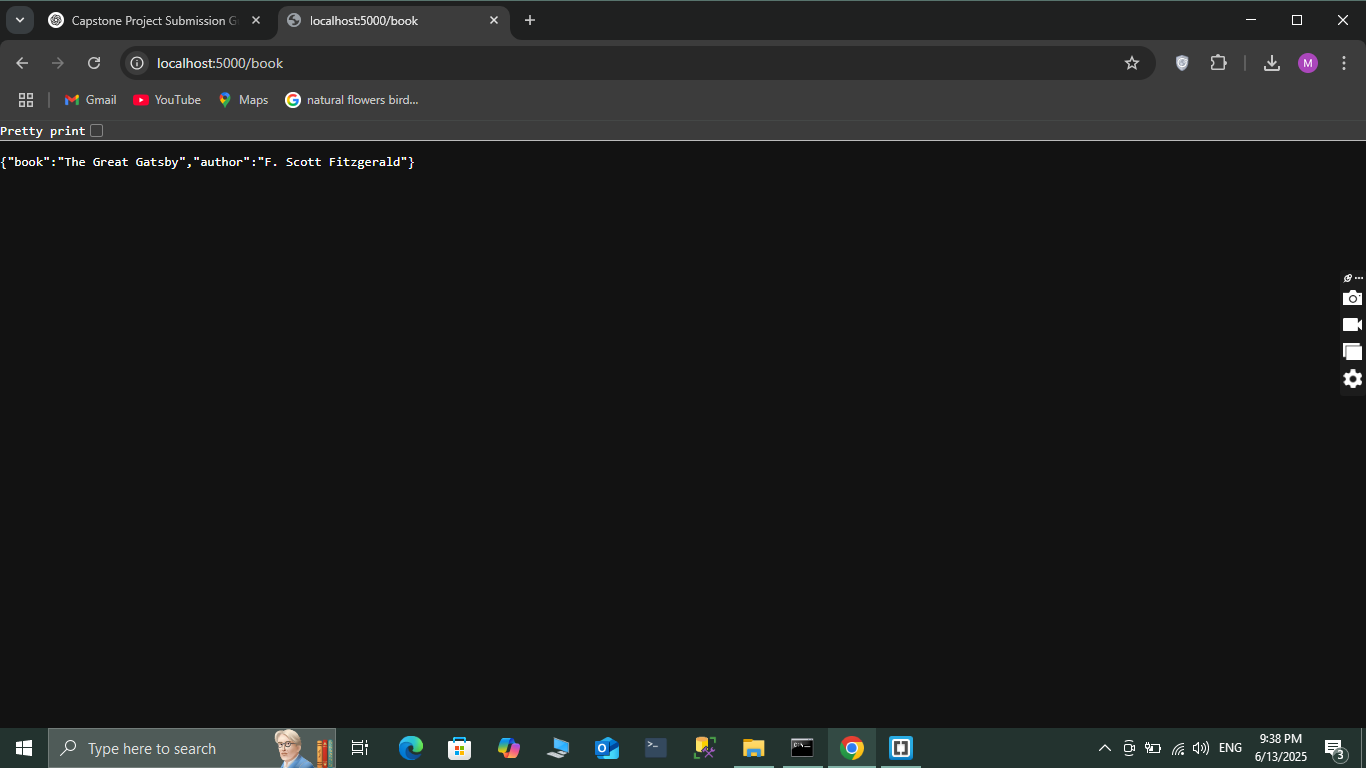 Capstone Project Submission G
localhost:5000/book
localhost:5000/book
M
Gmail
YouTube
Maps
natural flowers bird...
Pretty print
{"book":"The Great Gatsby","author":"F. Scott Fitzgerald"}
Type here to search
ENG
9:38 PM
6/13/2025
3